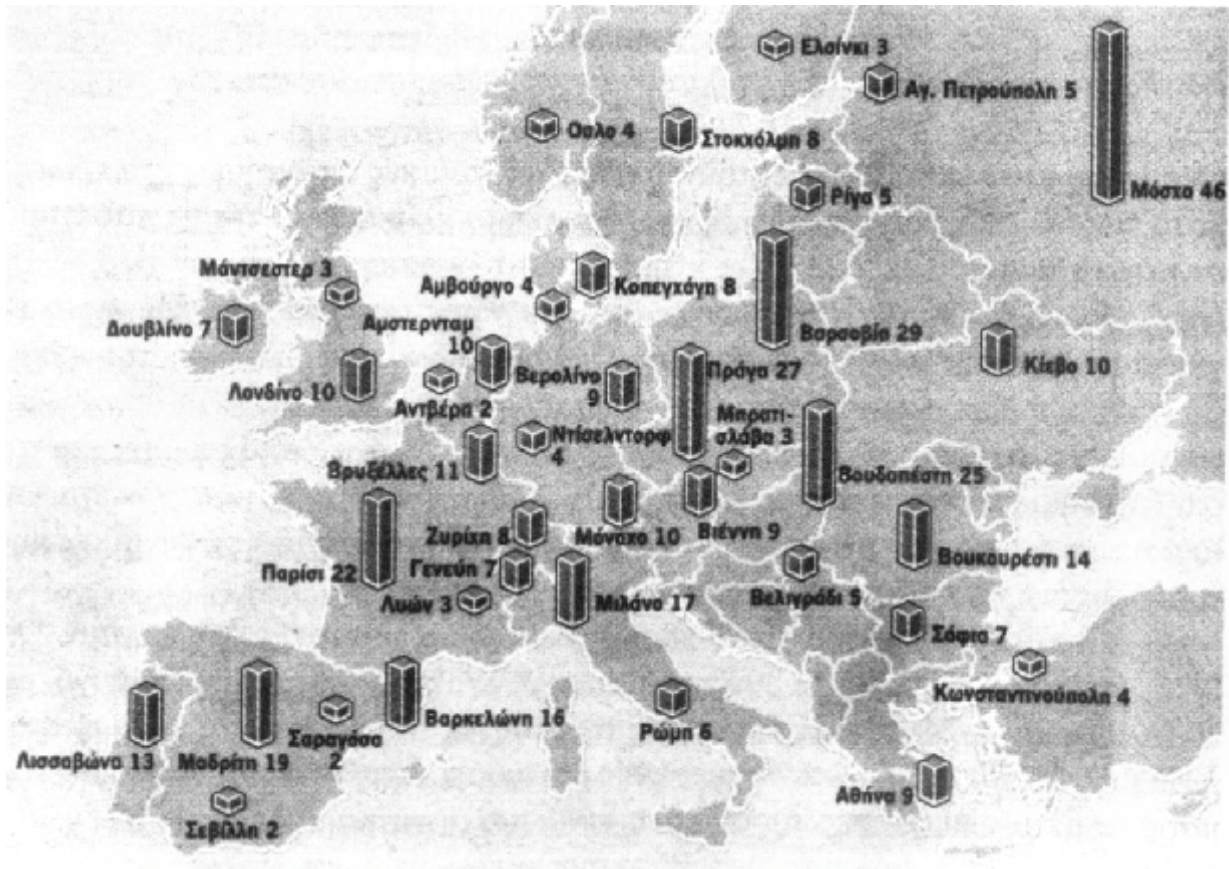 Ελσίνκι 3
Αγ. Πετρούπολη 5
Οσλο 4
Στοκχόλμη 8
Μόσχα 46
Ρίγα 5
Μάντσεστερ 3
Αμβούργο 4
Κοπεγχάγη 8
Δουβλίνο 7
Αμστερνταμ
10
Βαρσοβία 29
Λονδίνο 10
Αντβέρπα 2
Βερολίνο
9
Πράγα 27
Κίεβο 10
Ντίσελντορφ
4
Μπρατι-
σλάβα 3
Βρυξέλλες 11
Βουδαπέστη 25
Ζυρίχη 8
Μόναχο 10
Βιέννη 9
Παρίσι 22
Γενεύη 7
Βουκουρέστι 14
Λυών 3
Μιλάνο 17
Βελιγράδι 5
Σόφια 7
Κωνσταντινούπολη 4
Λισσαβώνα 13
Μαδρίτη 19
Σαραγόσα
2
Βαρκελώνη 16
Ρώμη 6
Σεβίλλη 2
Αθήνα 9